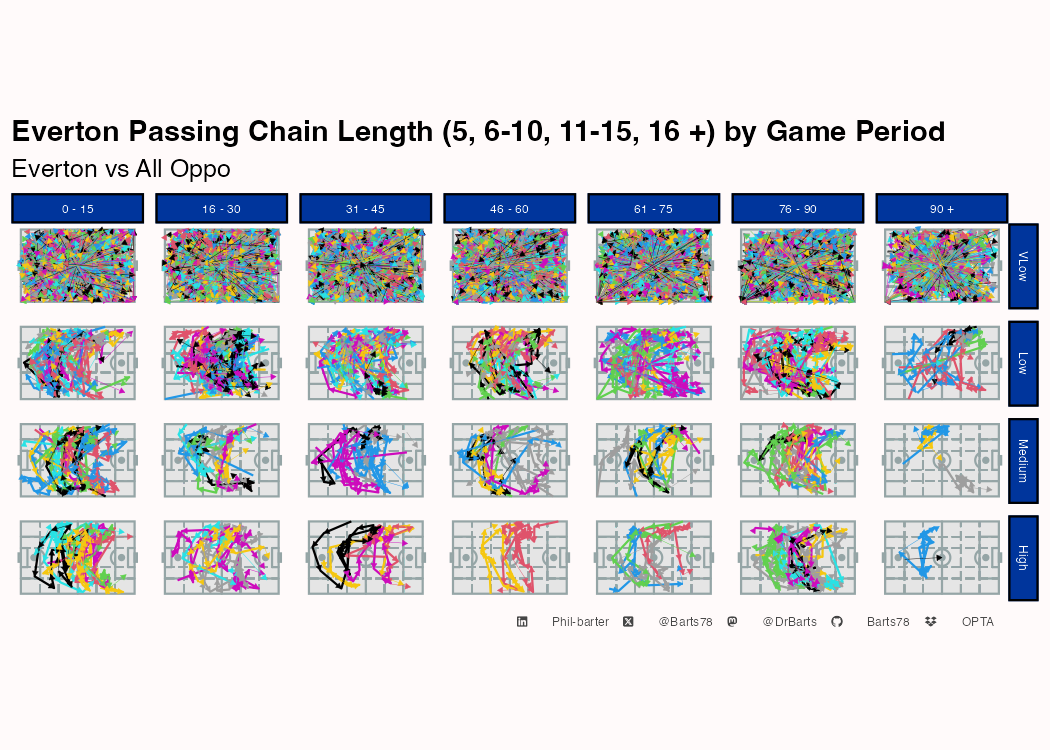 Everton Passing Chain Length (5, 6-10, 11-15, 16 +) by Game Period
Everton vs All Oppo
0 - 15
16 - 30
31 - 45
46 - 60
61 - 75
76 - 90
90 +
VLow
Low
Medium
High
Phil-barter @Barts78 @DrBarts Barts78 OPTA